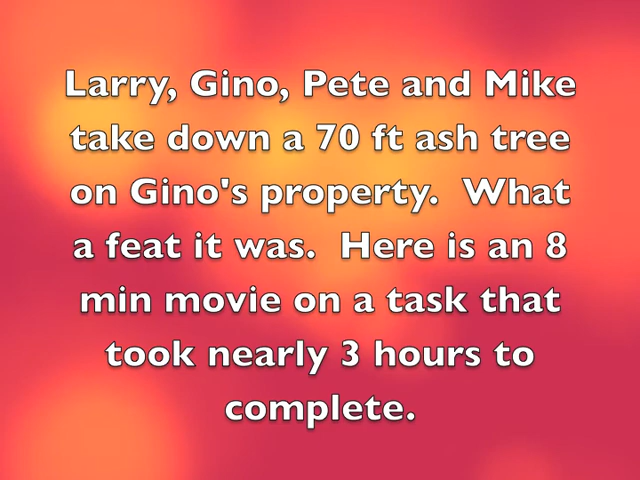 Larry, Gino, Pete and Mike
take down a 70 ft ash tree
on Gino's property.  What
a feat it was.  Here is an 8
min movie on a task that
took nearly 3 hours to
complete.